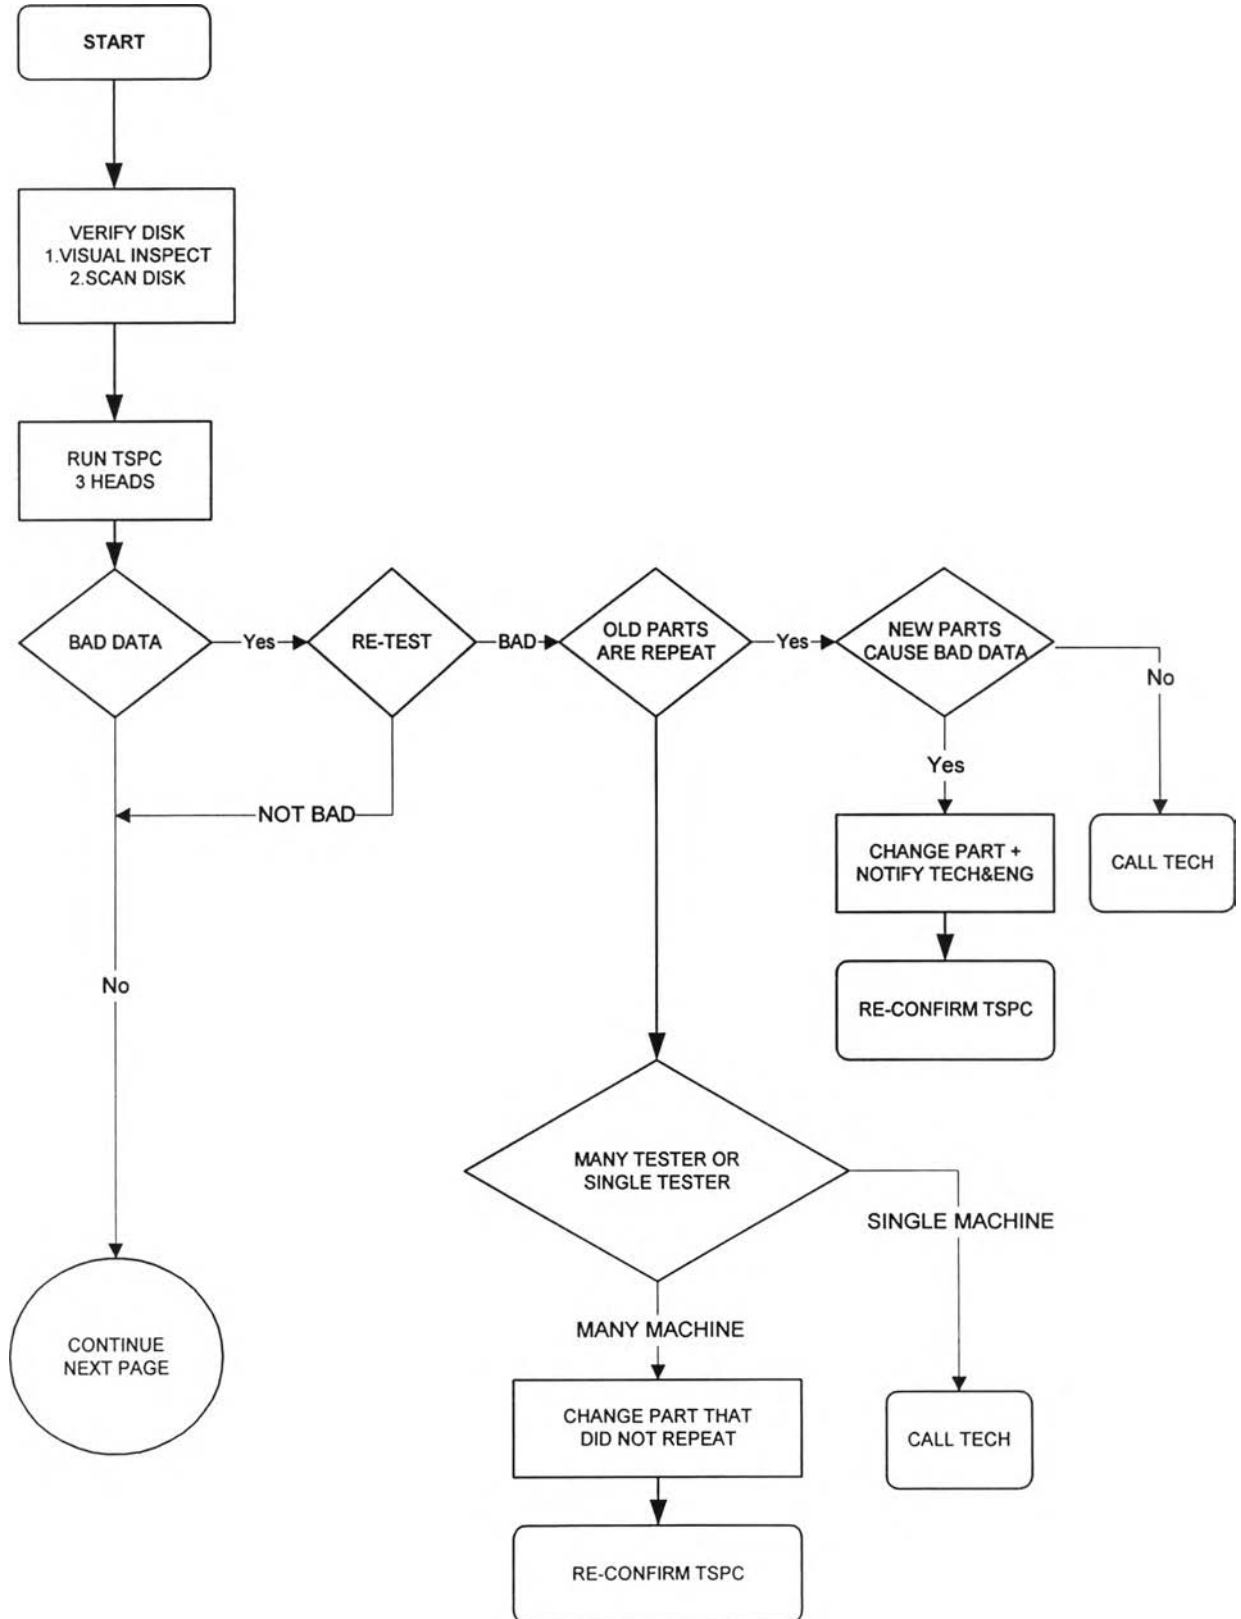 START
VERIFY DISK
1.VISUAL INSPECT
2.SCAN DISK
RUN TSPC
3 HEADS
BAD DATA
Yes
RE-TEST
BAD
OLD PARTS
ARE REPEAT
Yes
NEW PARTS
CAUSE BAD DATA
No
Yes
NOT BAD
CHANGE PART +
NOTIFY TECH&ENG
CALL TECH
No
RE-CONFIRM TSPC
MANY TESTER OR
SINGLE TESTER
SINGLE MACHINE
MANY MACHINE
CONTINUE
NEXT PAGE
CHANGE PART THAT
DID NOT REPEAT
CALL TECH
RE-CONFIRM TSPC